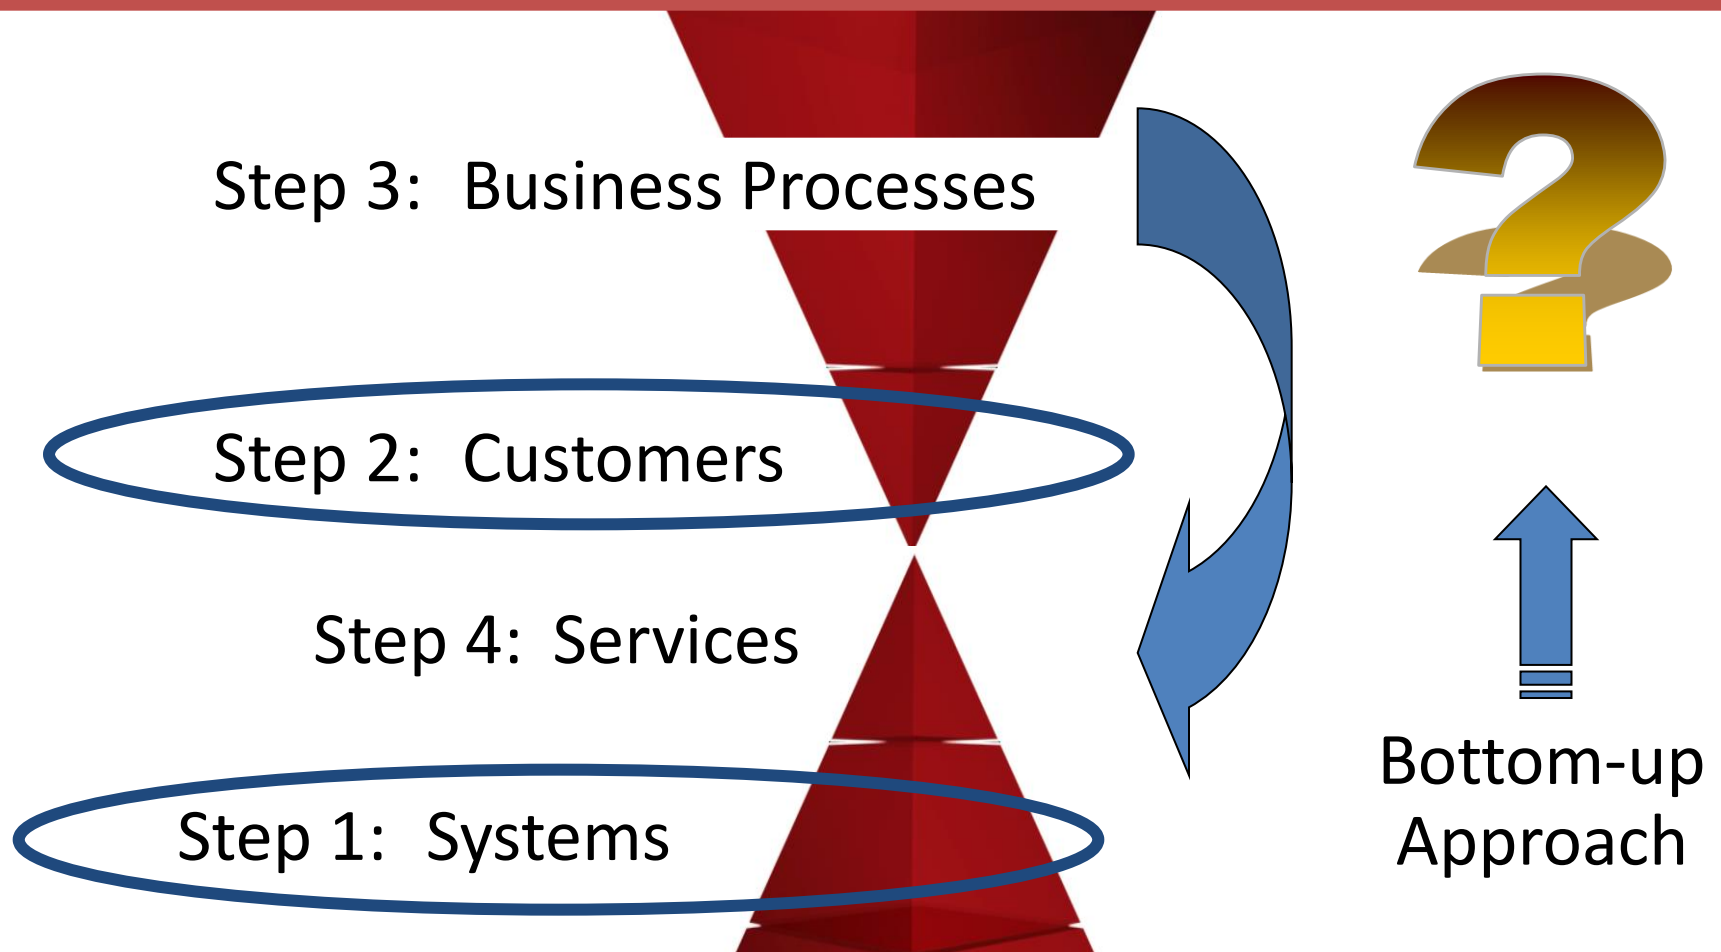 Step 3: Business Processes
Step 2: Customers
Step 4: Services
Step 1: Systems
Bottom-up
Approach